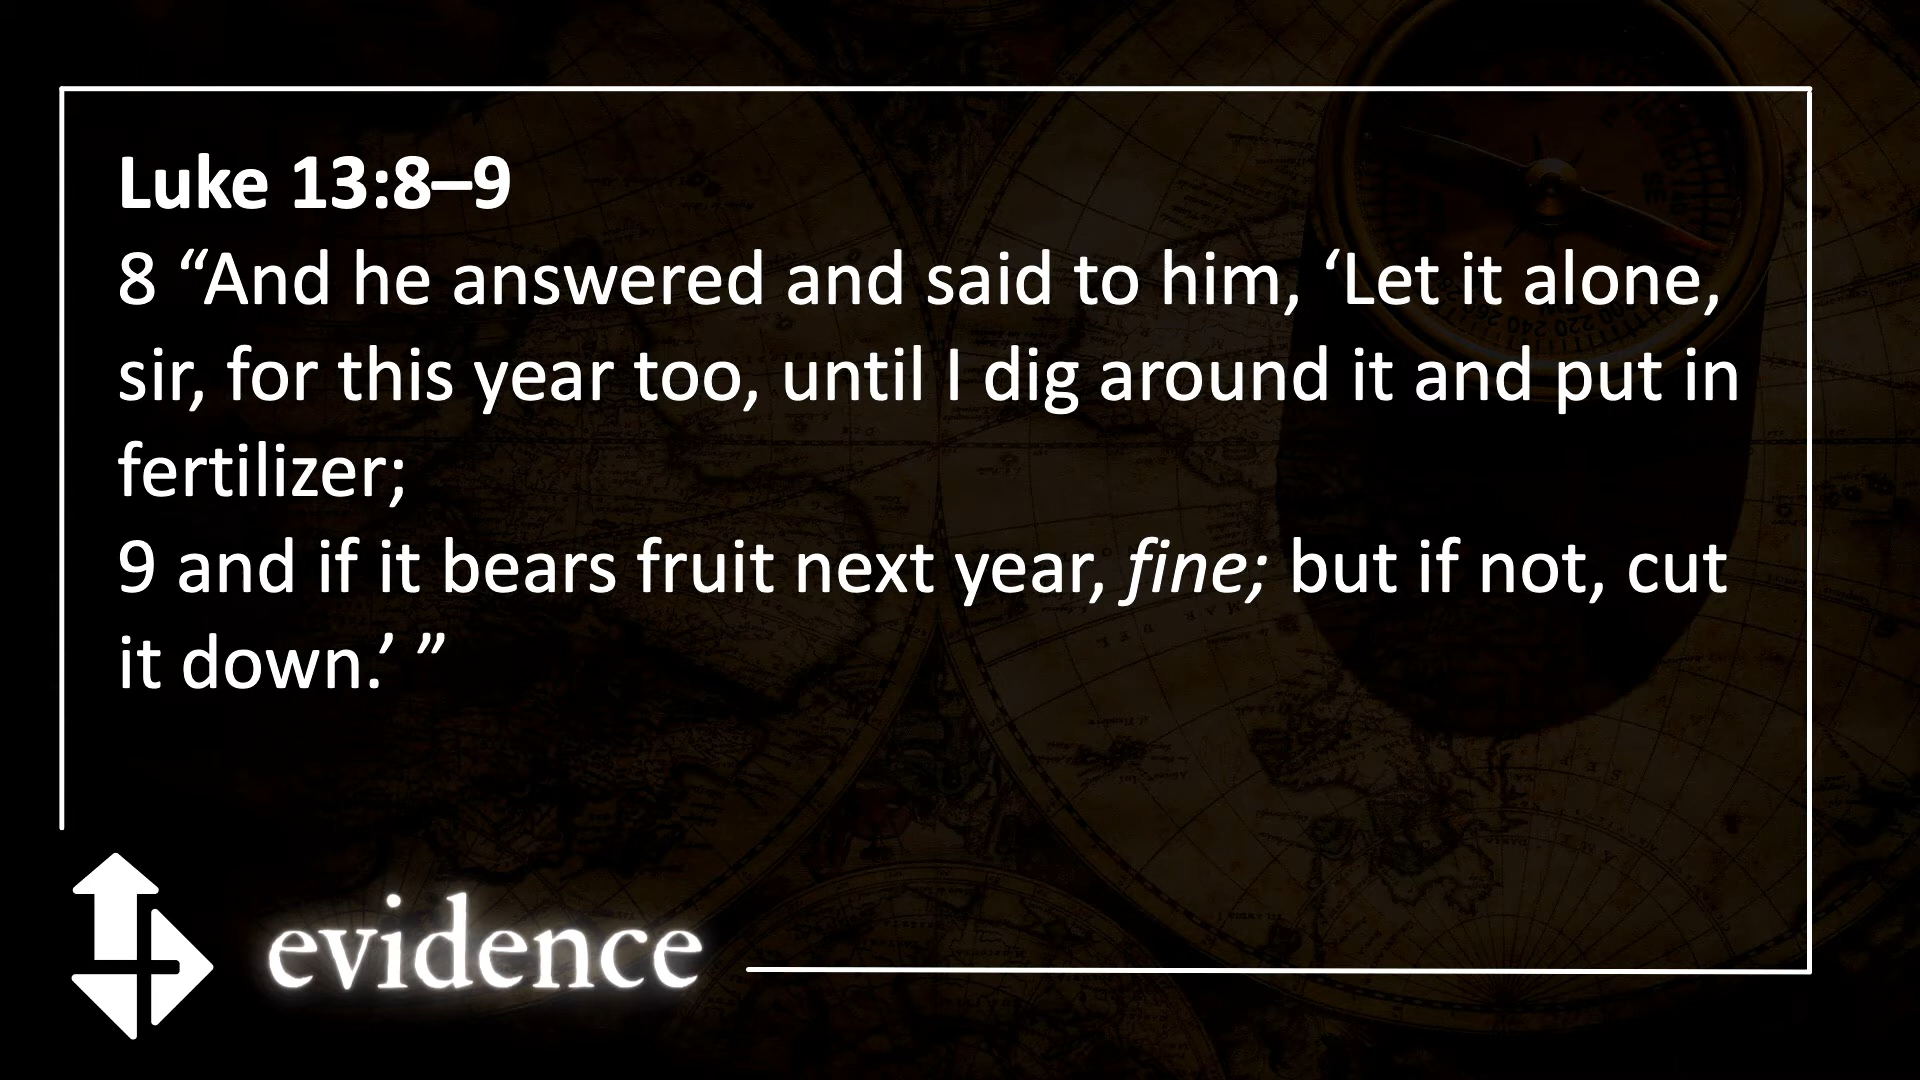 Luke 13:8–9
8 “And he answered and said to him, ‘Let it alone,
sir, for this year too, until I dig around it and put in
fertilizer;
9 and if it bears fruit next year, fine; but if not, cut
it down.’ ”
evidence